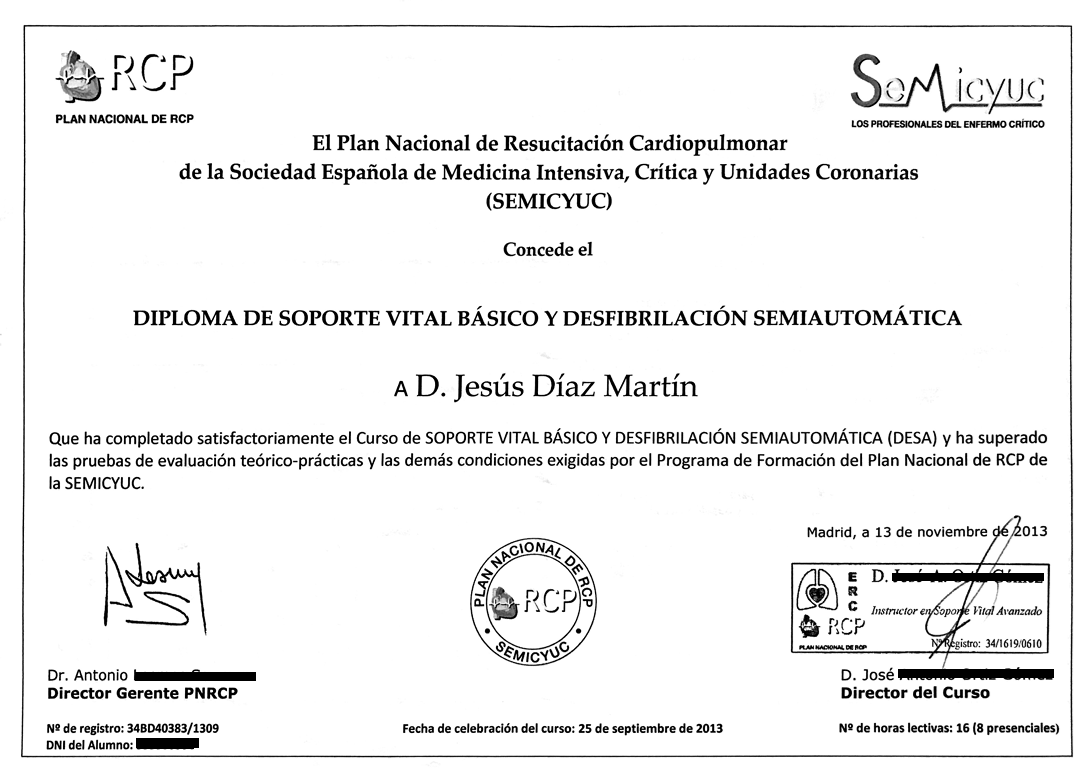 RCP
PLAN NACIONAL DE RCP
SeMicyuc
LOS PROFESIONALES DEL ENFERMO CRÍTICO
El Plan Nacional de Resucitación Cardiopulmonar
de la Sociedad Española de Medicina Intensiva, Crítica y Unidades Coronarias
(SEMICYUC)
Concede el
DIPLOMA DE SOPORTE VITAL BÁSICO Y DESFIBRILACIÓN SEMIAUTOMÁTICA
A D. Jesús Díaz Martín
Que ha completado satisfactoriamente el Curso de SOPORTE VITAL BÁSICO Y DESFIBRILACIÓN SEMIAUTOMÁTICA (DESA) y ha superado
las pruebas de evaluación teórico-prácticas y las demás condiciones exigidas por el Programa de Formación del Plan Nacional de RCP de
la SEMICYUC.
Madrid, a 13 de noviembre de 2013
PLAN NACIONAL DE RCP
RCP
SEMICYUC
ERC
D.
Instructor en Soporte Vital Avanzado
RCP
PLAN NACIONAL DE RCP
Nº Registro: 34/1619/0610
Dr. Antonio
Director Gerente PNRCP
D. José
Director del Curso
Nº de registro: 34BD40383/1309
Fecha de celebración del curso: 25 de septiembre de 2013
Nº de horas lectivas: 16 (8 presenciales)
DNI del Alumno: